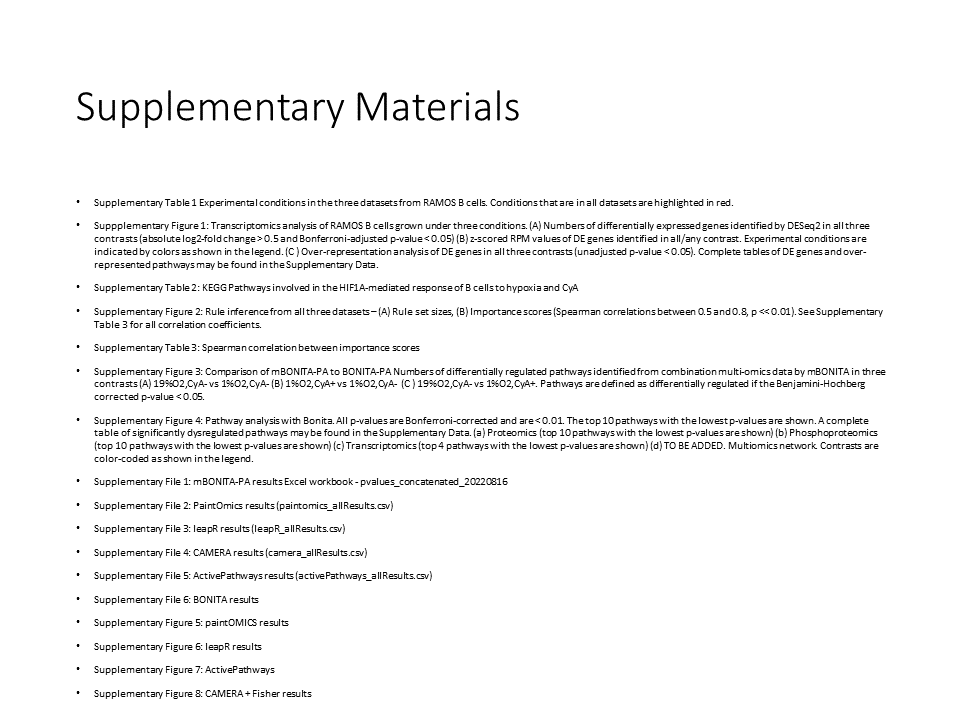 Supplementary Materials
• Supplementary Table 1 Experimental conditions in the three datasets from RAMOS B cells. Conditions that are in all datasets are highlighted in red.
• Suppplementary Figure 1: Transcriptomics analysis of RAMOS B cells grown under three conditions. (A) Numbers of differentially expressed genes identified by DESeq2 in all three
contrasts (absolute log2-fold change > 0.5 and Bonferroni-adjusted p-value < 0.05) (B) z-scored RPM values of DE genes identified in all/any contrast. Experimental conditions are
indicated by colors as shown in the legend. (C ) Over-representation analysis of DE genes in all three contrasts (unadjusted p-value < 0.05). Complete tables of DE genes and over-
represented pathways may be found in the Supplementary Data.
• Supplementary Table 2: KEGG Pathways involved in the HIF1A-mediated response of B cells to hypoxia and CyA
• Supplementary Figure 2: Rule inference from all three datasets – (A) Rule set sizes, (B) Importance scores (Spearman correlations between 0.5 and 0.8, p << 0.01). See Supplementary
Table 3 for all correlation coefficients.
• Supplementary Table 3: Spearman correlation between importance scores
• Supplementary Figure 3: Comparison of mBONITA-PA to BONITA-PA Numbers of differentially regulated pathways identified from combination multi-omics data by mBONITA in three
contrasts (A) 19%O2,CyA- vs 1%O2,CyA- (B) 1%O2,CyA+ vs 1%O2,CyA- (C ) 19%O2,CyA- vs 1%O2,CyA+. Pathways are defined as differentially regulated if the Benjamini-Hochberg
corrected p-value < 0.05.
• Supplementary Figure 4: Pathway analysis with Bonita. All p-values are Bonferroni-corrected and are < 0.01. The top 10 pathways with the lowest p-values are shown. A complete
table of significantly dysregulated pathways may be found in the Supplementary Data. (a) Proteomics (top 10 pathways with the lowest p-values are shown) (b) Phosphoproteomics
(top 10 pathways with the lowest p-values are shown) (c) Transcriptomics (top 4 pathways with the lowest p-values are shown) (d) TO BE ADDED. Multiomics network. Contrasts are
color-coded as shown in the legend.
• Supplementary File 1: mBONITA-PA results Excel workbook - pvalues_concatenated_20220816
• Supplementary File 2: PaintOmics results (paintomics_allResults.csv)
• Supplementary File 3: leapR results (leapR_allResults.csv)
• Supplementary File 4: CAMERA results (camera_allResults.csv)
• Supplementary File 5: ActivePathways results (activePathways_allResults.csv)
• Supplementary File 6: BONITA results
• Supplementary Figure 5: paintOMICS results
• Supplementary Figure 6: leapR results
• Supplementary Figure 7: ActivePathways
• Supplementary Figure 8: CAMERA + Fisher results